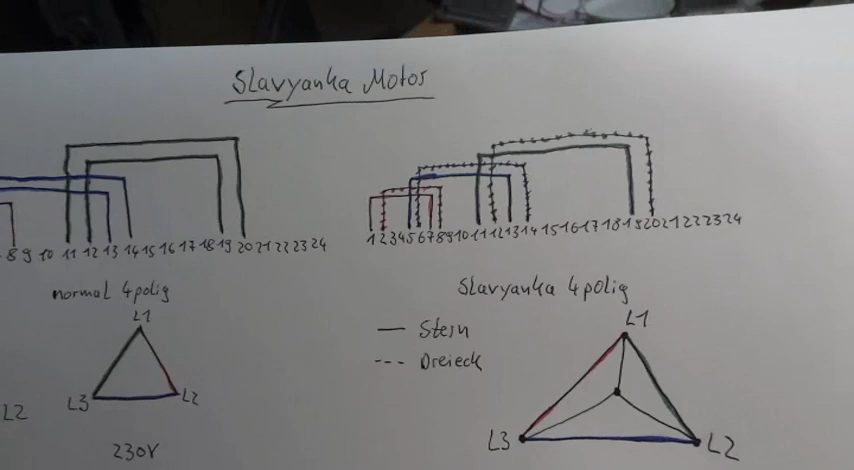 Slavyanka Motor
8 9 10 11 12 13 14 15 16 17 18 19 20 21 22 23 24
1 2 3 4 5 6 7 8 9 10 11 12 13 14 15 16 17 18 19 20 21 22 23 24
normal 4polig
Slavyanka 4polig
L1
L3
L2
L2
230V
Stern
Dreieck
L1
L3
L2